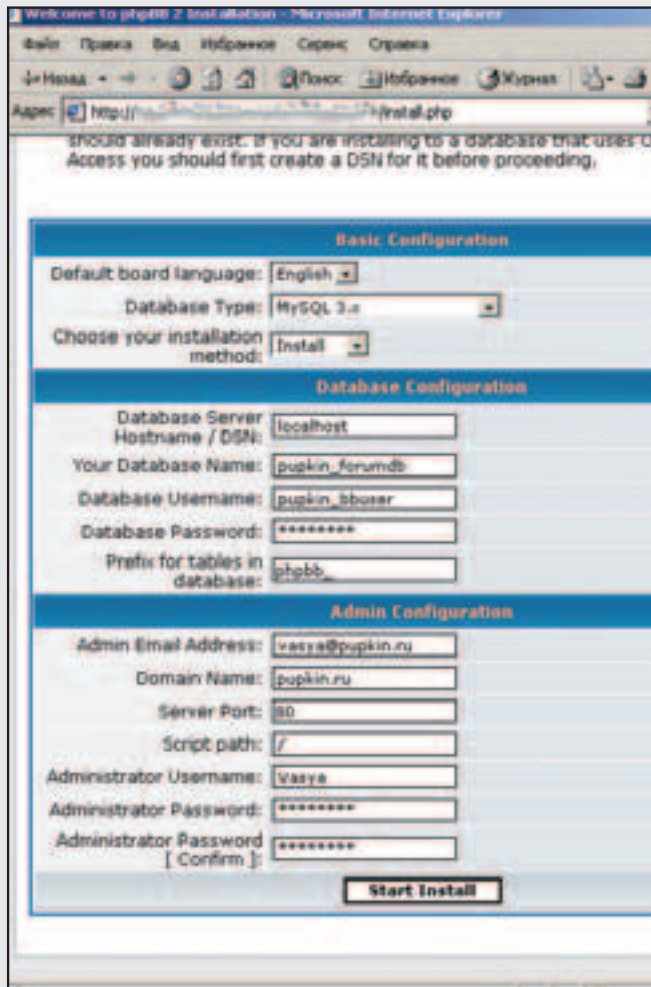 Welcome to phpBB 2 Installation - Microsoft Internet Explorer
Файл Правка Вид Избранное Сервис Справка
Назад Поиск Избранное Журнал
Адрес http:// /install.php
should already exist. If you are installing to a database that uses
Access you should first create a DSN for it before proceeding.
Basic Configuration
Default board language: English
Database Type: MySQL 3.x
Choose your installation method: Install
Database Configuration
Database Server Hostname / DSN: localhost
Your Database Name: pupkin_forumdb
Database Username: pupkin_bbuser
Database Password: ********
Prefix for tables in database: phpbb_
Admin Configuration
Admin Email Address: vasya@pupkin.ru
Domain Name: pupkin.ru
Server Port: 80
Script path: /
Administrator Username: Vasya
Administrator Password: ********
Administrator Password [ Confirm ]: ********
Start Install